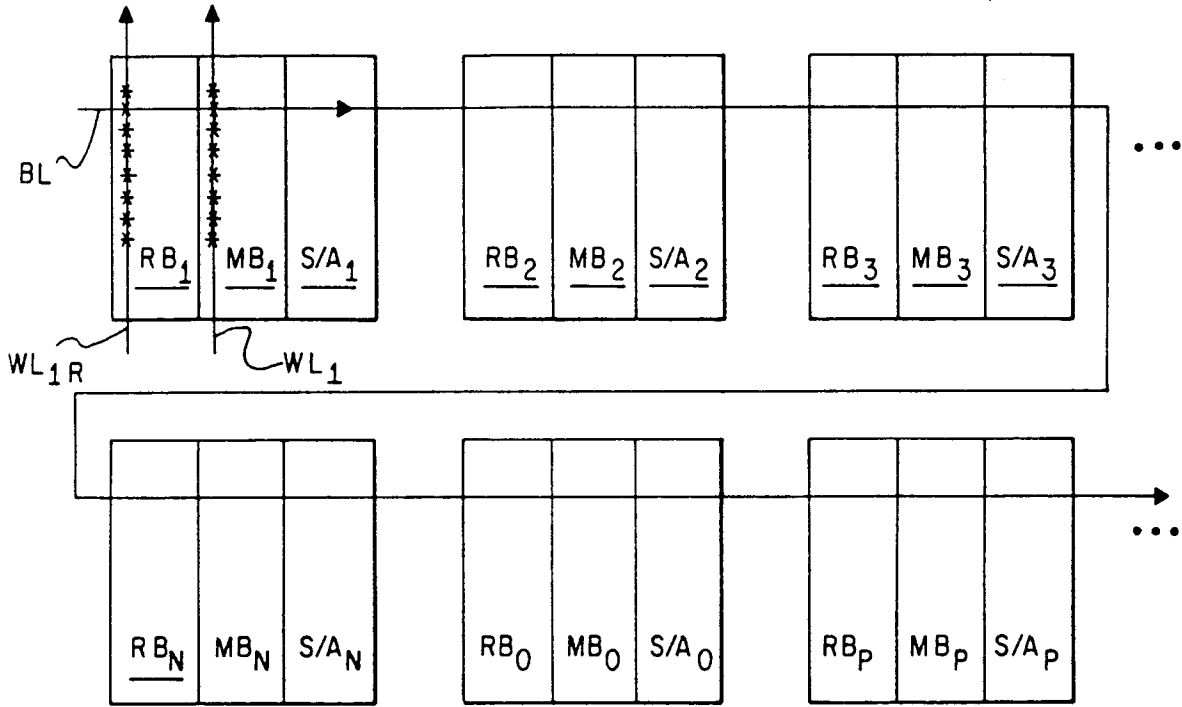 BL
RB1 MB1 S/A1 RB2 MB2 S/A2 RB3 MB3 S/A3
WL1R WL1
RBN MBN S/AN RBO MBO S/AO RBP MBP S/AP